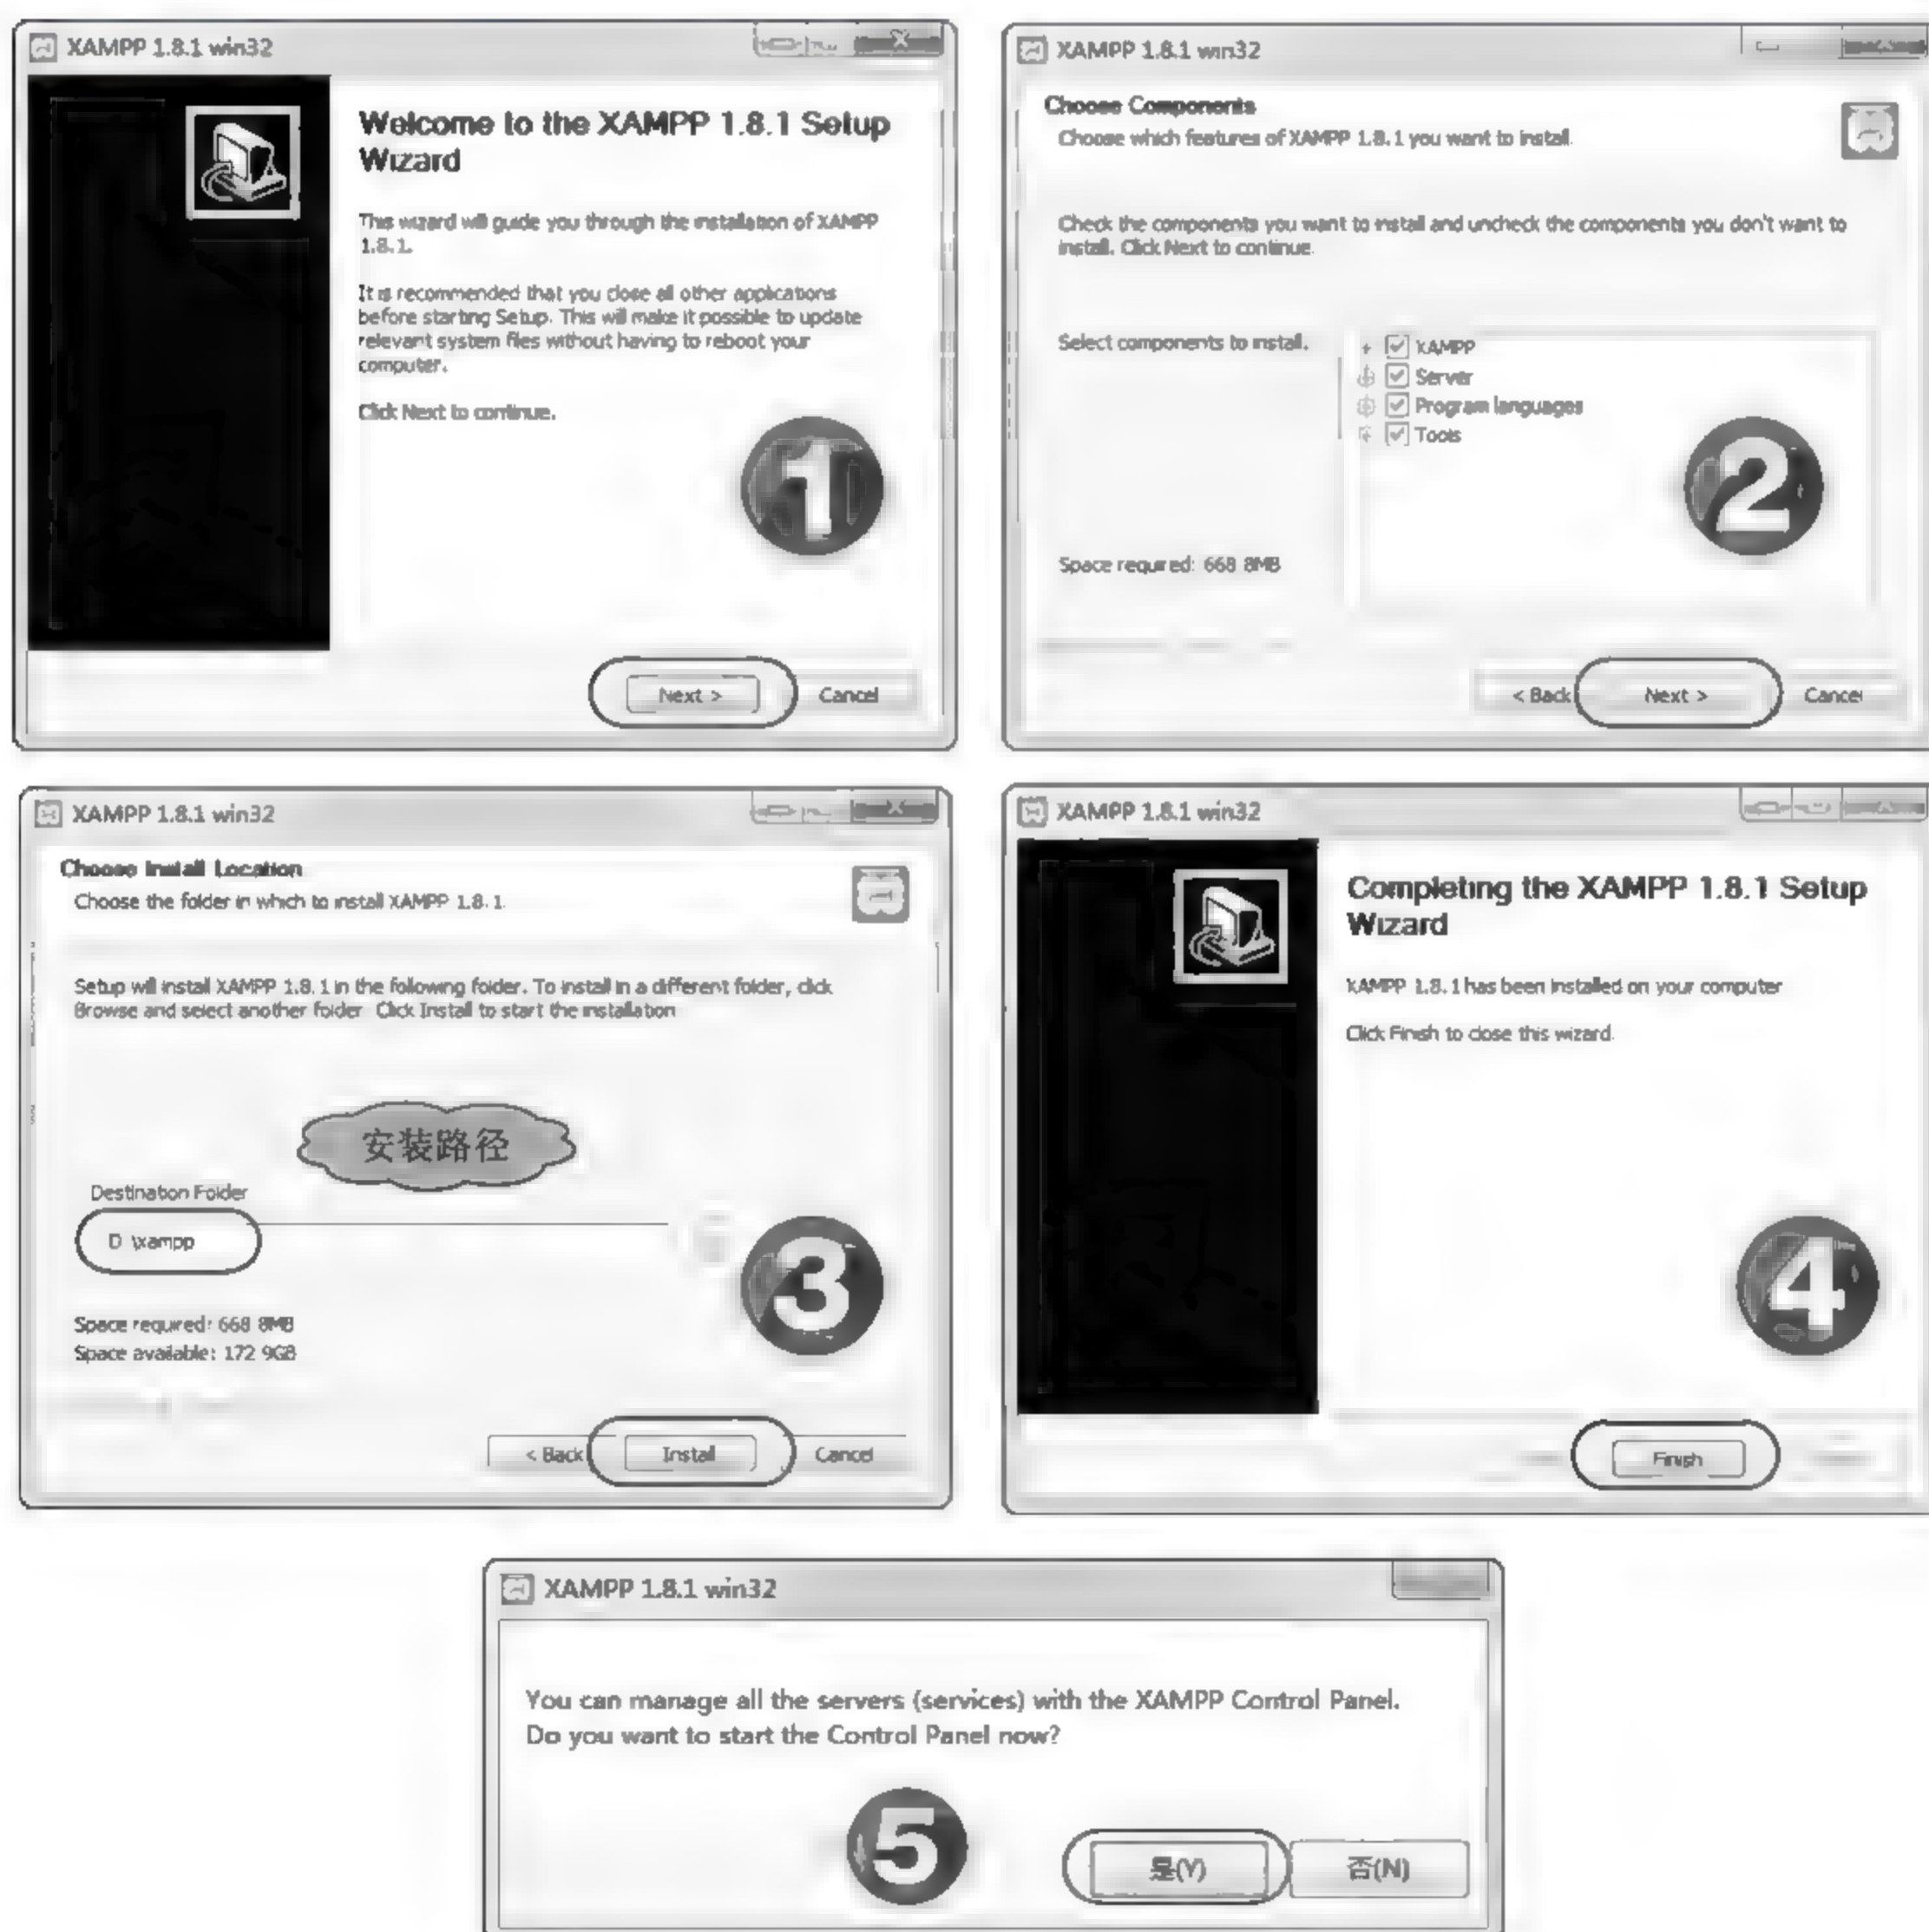 XAMPP 1.8.1 win32
Welcome to the XAMPP 1.8.1 Setup
Wizard
This wizard will guide you through the installation of XAMPP
1.8.1.
It is recommended that you close all other applications
before starting Setup. This will make it possible to update
relevant system files without having to reboot your
computer.
Click Next to continue.
1
Next >
Cancel
XAMPP 1.8.1 win32
Choose Components
Choose which features of XAMPP 1.8.1 you want to install.
Check the components you want to install and uncheck the components you don't want to
install. Click Next to continue.
Select components to install.
XAMPP
Server
Program languages
Tools
2
Space required: 668 8MB
< Back
Next >
Cancel
XAMPP 1.8.1 win32
Choose Install Location
Choose the folder in which to install XAMPP 1.8.1.
Setup will install XAMPP 1.8.1 in the following folder. To install in a different folder, click
Browse and select another folder. Click Install to start the installation
安装路径
Destination Folder
D \xampp
3
Space required: 668 8MB
Space available: 172 9GB
< Back
Install
Cancel
XAMPP 1.8.1 win32
Completing the XAMPP 1.8.1 Setup
Wizard
XAMPP 1.8.1 has been installed on your computer
Click Finish to close this wizard.
4
Finish
XAMPP 1.8.1 win32
You can manage all the servers (services) with the XAMPP Control Panel.
Do you want to start the Control Panel now?
5
是(Y)
否(N)